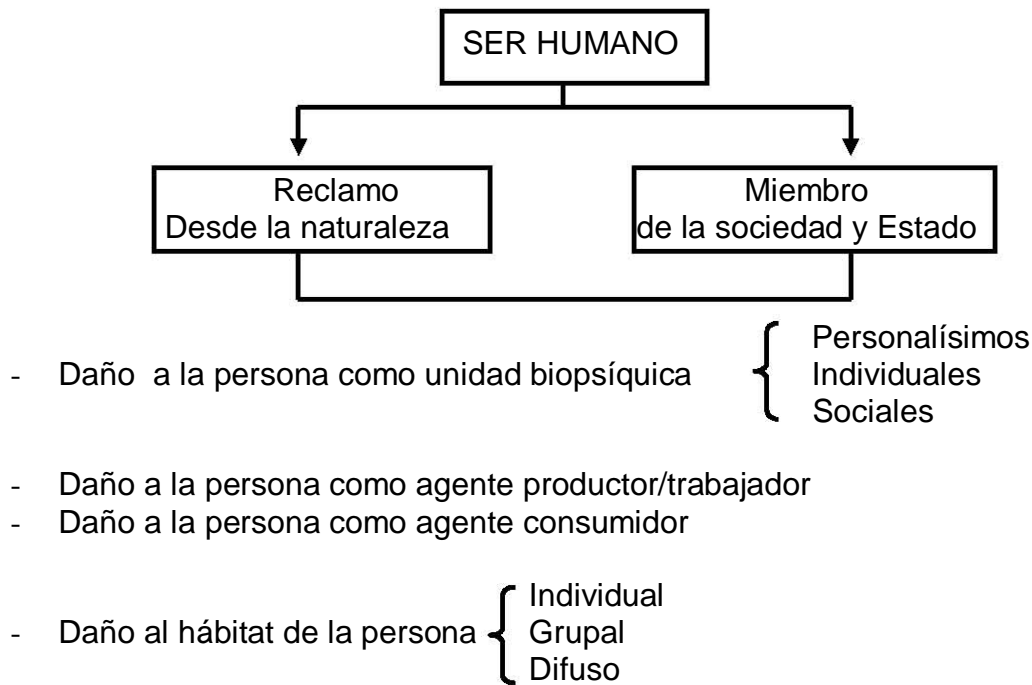 SER HUMANO
Reclamo
Desde la naturaleza
Miembro
de la sociedad y Estado
- Daño a la persona como unidad biopsíquica
Personalísimos
Individuales
Sociales
- Daño a la persona como agente productor/trabajador
- Daño a la persona como agente consumidor
- Daño al hábitat de la persona
Individual
Grupal
Difuso